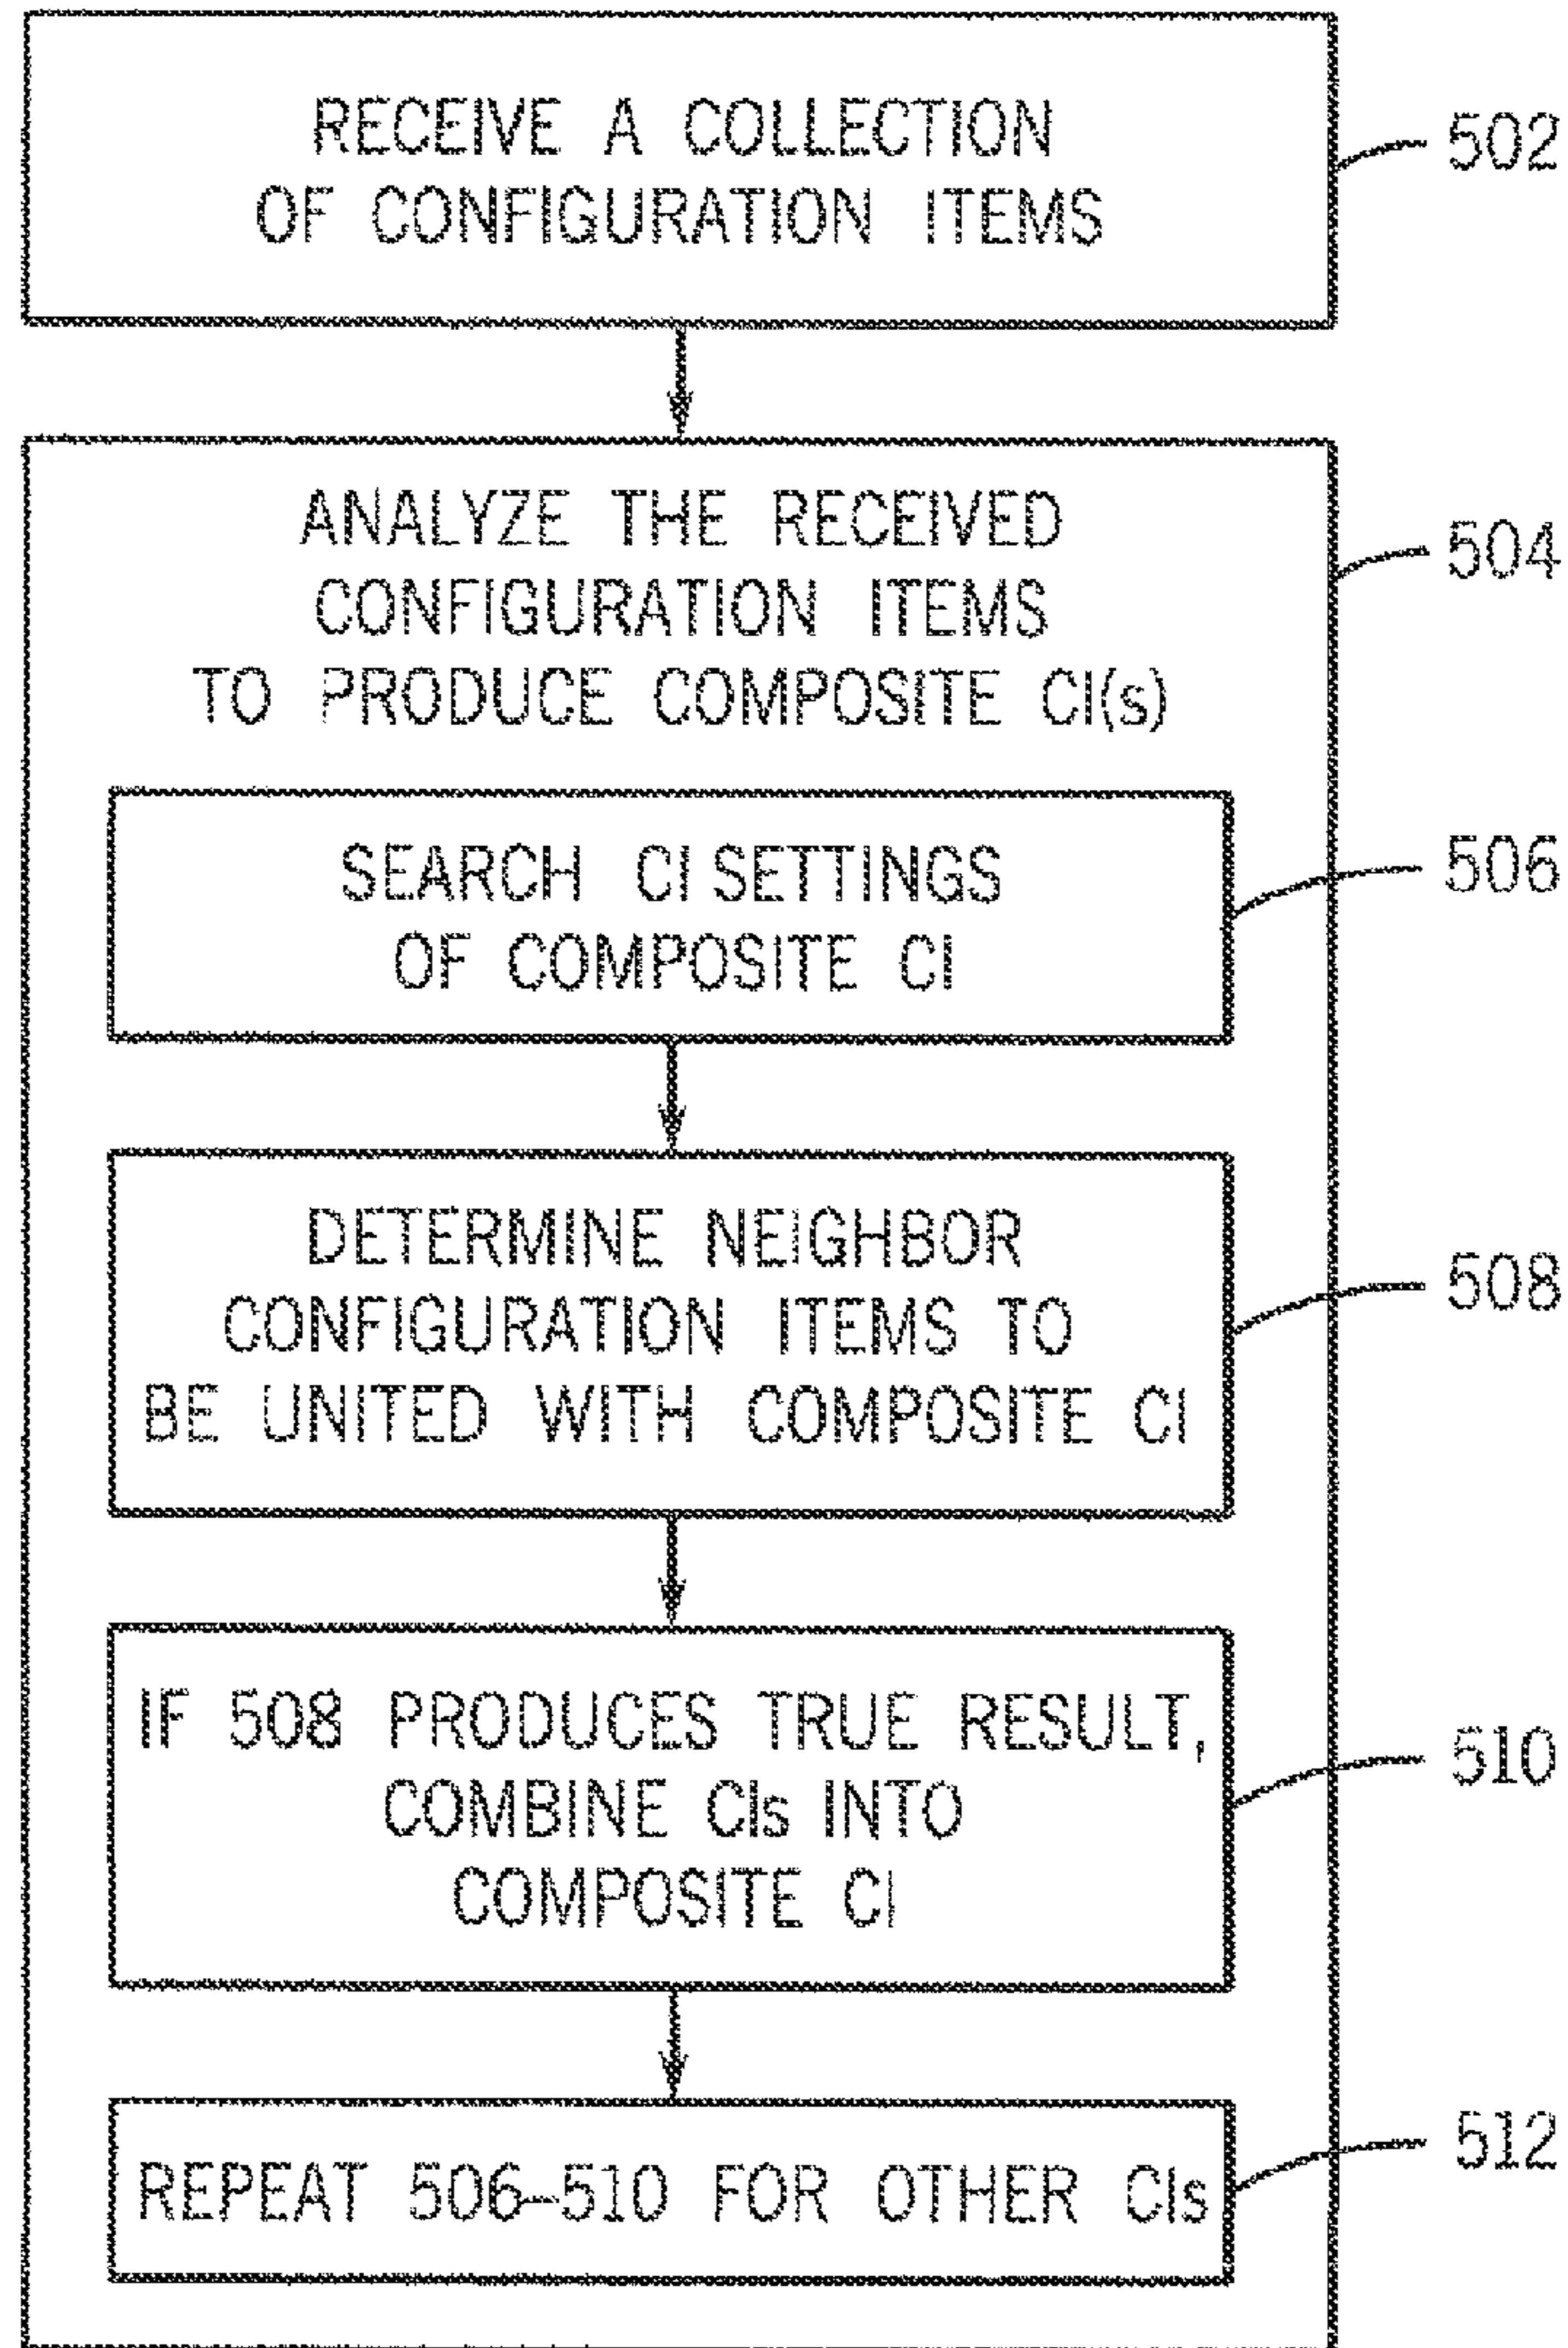 RECEIVE A COLLECTION
OF CONFIGURATION ITEMS
502
ANALYZE THE RECEIVED
CONFIGURATION ITEMS
TO PRODUCE COMPOSITE CI(s)
504
SEARCH CI SETTINGS
OF COMPOSITE CI
506
DETERMINE NEIGHBOR
CONFIGURATION ITEMS TO
BE UNITED WITH COMPOSITE CI
508
IF 508 PRODUCES TRUE RESULT,
COMBINE CIs INTO
COMPOSITE CI
510
REPEAT 506–510 FOR OTHER CIs
512